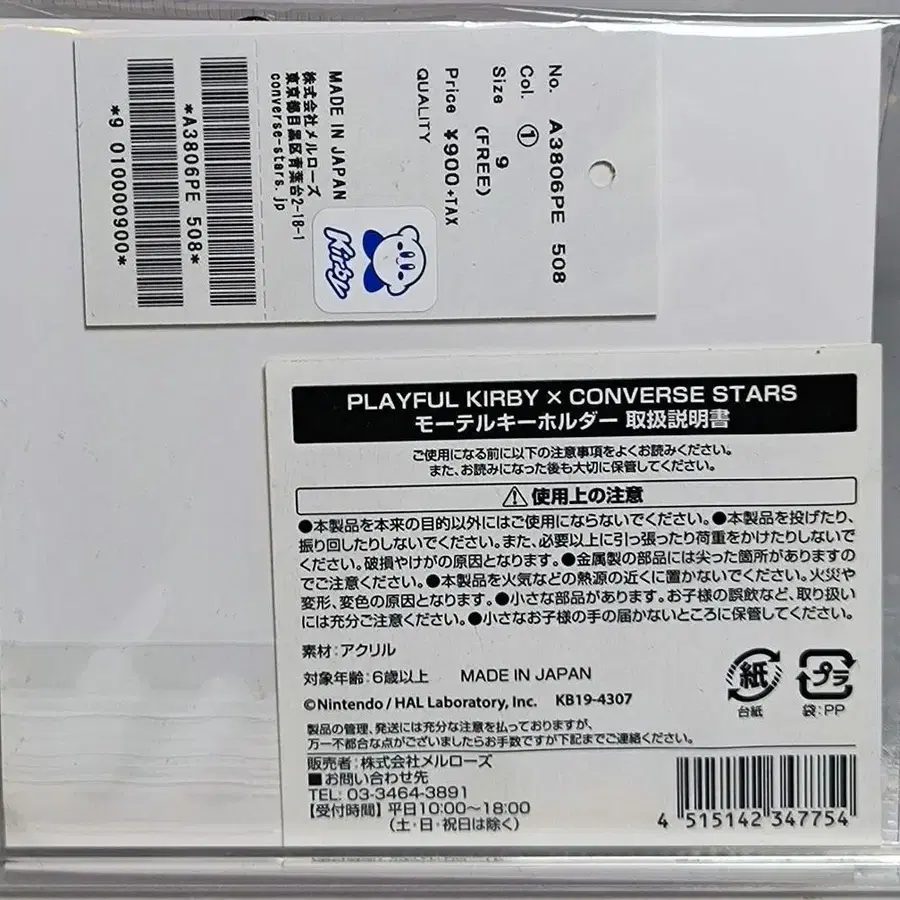 No. A3806PE 508
Col. ①
Size 9
(FREE)
Price ¥900+TAX
QUALITY
MADE IN JAPAN
株式会社メルローズ
東京都目黒区青葉台2-18-1
converse-stars.jp
Kirby
*A3806PE 508*
*9 01000900*
PLAYFUL KIRBY × CONVERSE STARS
モーテルキーホルダー 取扱説明書
ご使用になる前に以下の注意事項をよくお読みください。
また、お読みになった後も大切に保管してください。
⚠使用上の注意
●本製品を本来の目的以外にはご使用にならないでください。●本製品を投げたり、
振り回したりしないでください。また、必要以上に引っ張ったり荷重をかけたりしないで
ください。破損やけがの原因となります。●金属製の部品には尖った箇所がありますの
でご注意ください。●本製品を火気などの熱源の近くに置かないでください。火災や
変形、変色の原因となります。●小さな部品があります。お子様の誤飲など、取り扱い
には充分ご注意ください。●小さなお子様の手の届かないところに保管してください。
素材:アクリル
対象年齢:6歳以上 MADE IN JAPAN
©Nintendo / HAL Laboratory, Inc. KB19-4307
紙
台紙
プラ
袋:PP
製品の管理、発送には充分な注意を払っておりますが、
万一不都合な点がございましたらお手数ですが下記までご連絡ください。
販売者:株式会社メルローズ
■お問い合わせ先
TEL: 03-3464-3891
【受付時間】平日10:00〜18:00
(土・日・祝日は除く)
4 515142 347754